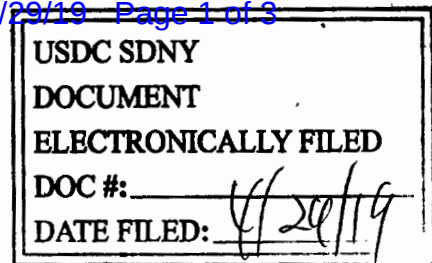 /29/19 Page 1 of 3
USDC SDNY
DOCUMENT
ELECTRONICALLY FILED
DOC #:
DATE FILED: 4/29/19